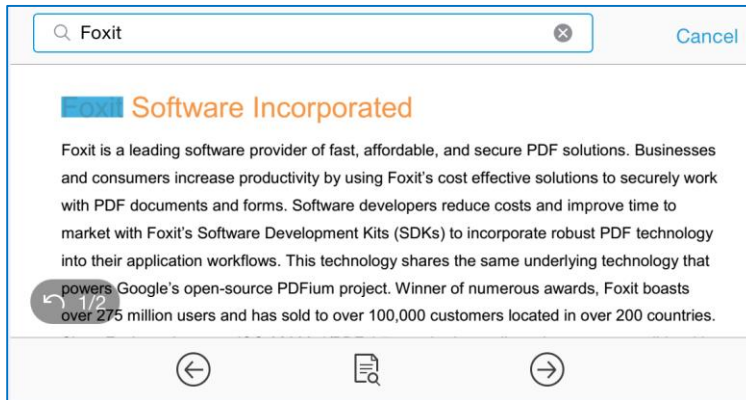 Foxit
Cancel
Foxit Software Incorporated
Foxit is a leading software provider of fast, affordable, and secure PDF solutions. Businesses
and consumers increase productivity by using Foxit's cost effective solutions to securely work
with PDF documents and forms. Software developers reduce costs and improve time to
market with Foxit's Software Development Kits (SDKs) to incorporate robust PDF technology
into their application workflows. This technology shares the same underlying technology that
powers Google's open-source PDFium project. Winner of numerous awards, Foxit boasts
1/2
over 275 million users and has sold to over 100,000 customers located in over 200 countries.